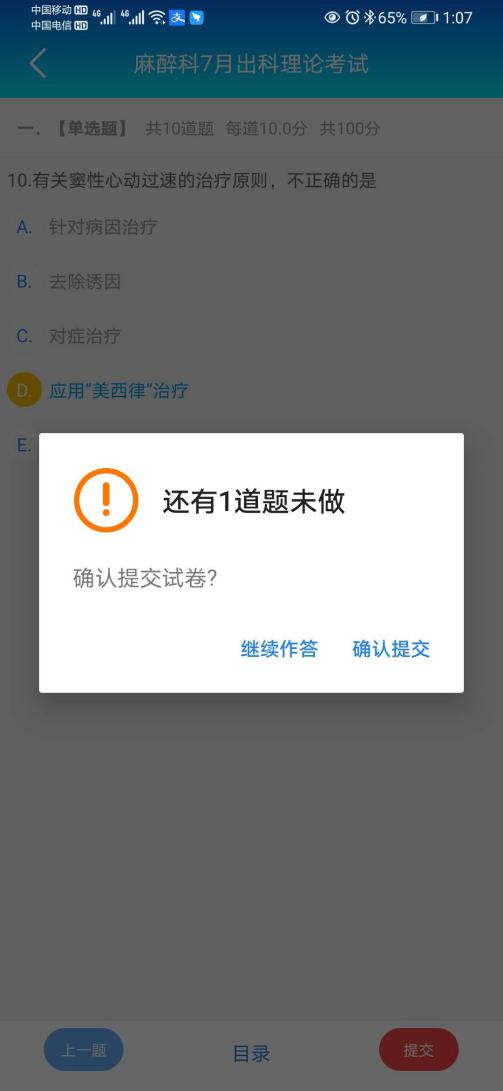 中国移动 HD 4G 4G 65% 1:07
中国电信 HD
麻醉科7月出科理论考试
一. 【单选题】 共10道题 每道10.0分 共100分
10.有关窦性心动过速的治疗原则，不正确的是
A. 针对病因治疗
B. 去除诱因
C. 对症治疗
D. 应用“美西律”治疗
E.
还有1道题未做
确认提交试卷?
继续作答 确认提交
上一题 目录 提交